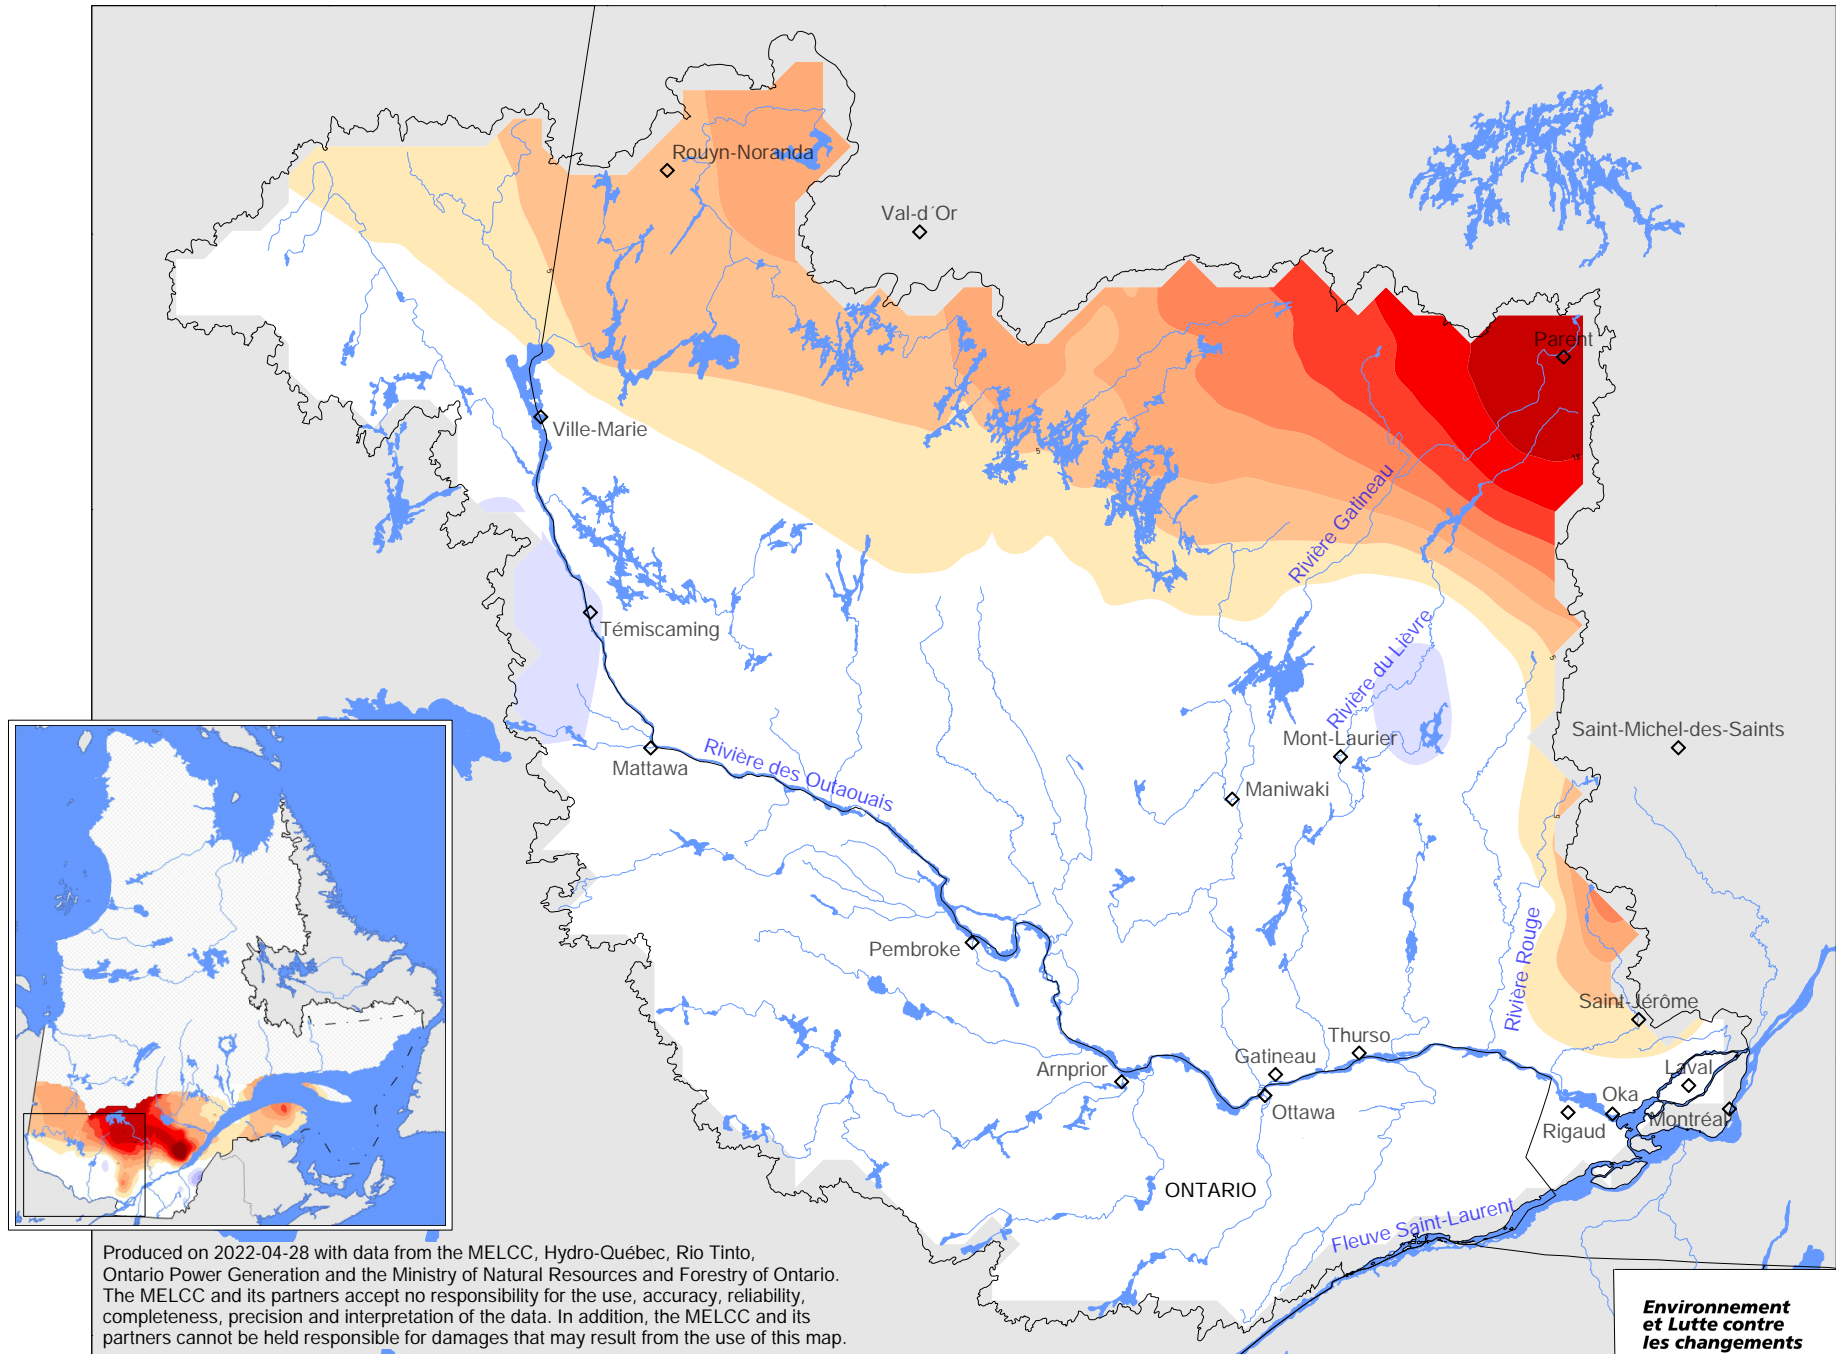 Rouyn-Noranda
Val-d´Or
Parent
5
Ville-Marie
5
18
Rivière Gatineau
Témiscaming
Rivière du Lièvre
5
Saint-Michel-des-Saints
Mont-Laurier
Mattawa
Rivière des Outaouais
Maniwaki
5
Pembroke
Rivière Rouge
Saint-Jérôme
Thurso
Gatineau
Arnprior
Laval
Oka
Ottawa
Montréal
Rigaud
ONTARIO
Fleuve Saint-Laurent
Produced on 2022-04-28 with data from the MELCC, Hydro-Québec, Rio Tinto,
Ontario Power Generation and the Ministry of Natural Resources and Forestry of Ontario.
The MELCC and its partners accept no responsibility for the use, accuracy, reliability,
completeness, precision and interpretation of the data. In addition, the MELCC and its
partners cannot be held responsible for damages that may result from the use of this map.
Environnement
et Lutte contre
les changements